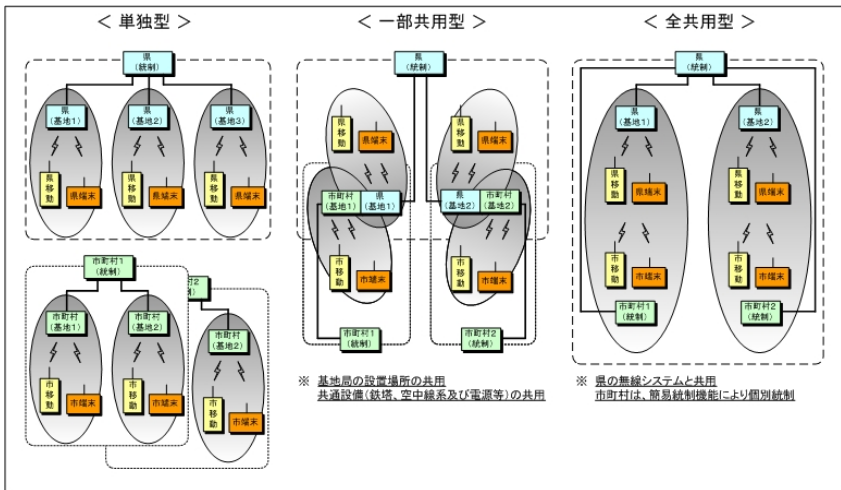 ＜ 単独型 ＞
県
(統制)
県
(基地1)
県
(基地2)
県
(基地3)
県移動
県端末
県移動
県端末
県移動
県端末
市町村1
(統制)
村2
制)
市町村
(基地1)
市町村
(基地2)
市町村
(基地2)
市移動
市端末
市移動
市端末
市移動
市端末
＜ 一部共用型 ＞
県
(統制)
県移動
県端末
県移動
県端末
市町村
(基地1)
県
(基地1)
県
(基地2)
市町村
(基地2)
市移動
市端末
市移動
市端末
市町村1
(統制)
市町村2
(統制)
※ 基地局の設置場所の共用
共通設備(鉄塔、空中線系及び電源等)の共用
＜ 全共用型 ＞
県
(統制)
県
(基地1)
県
(基地2)
県移動
県端末
県移動
県端末
市移動
市端末
市移動
市端末
市町村1
(統制)
市町村2
(統制)
※ 県の無線システムと共用
市町村は、簡易統制機能により個別統制